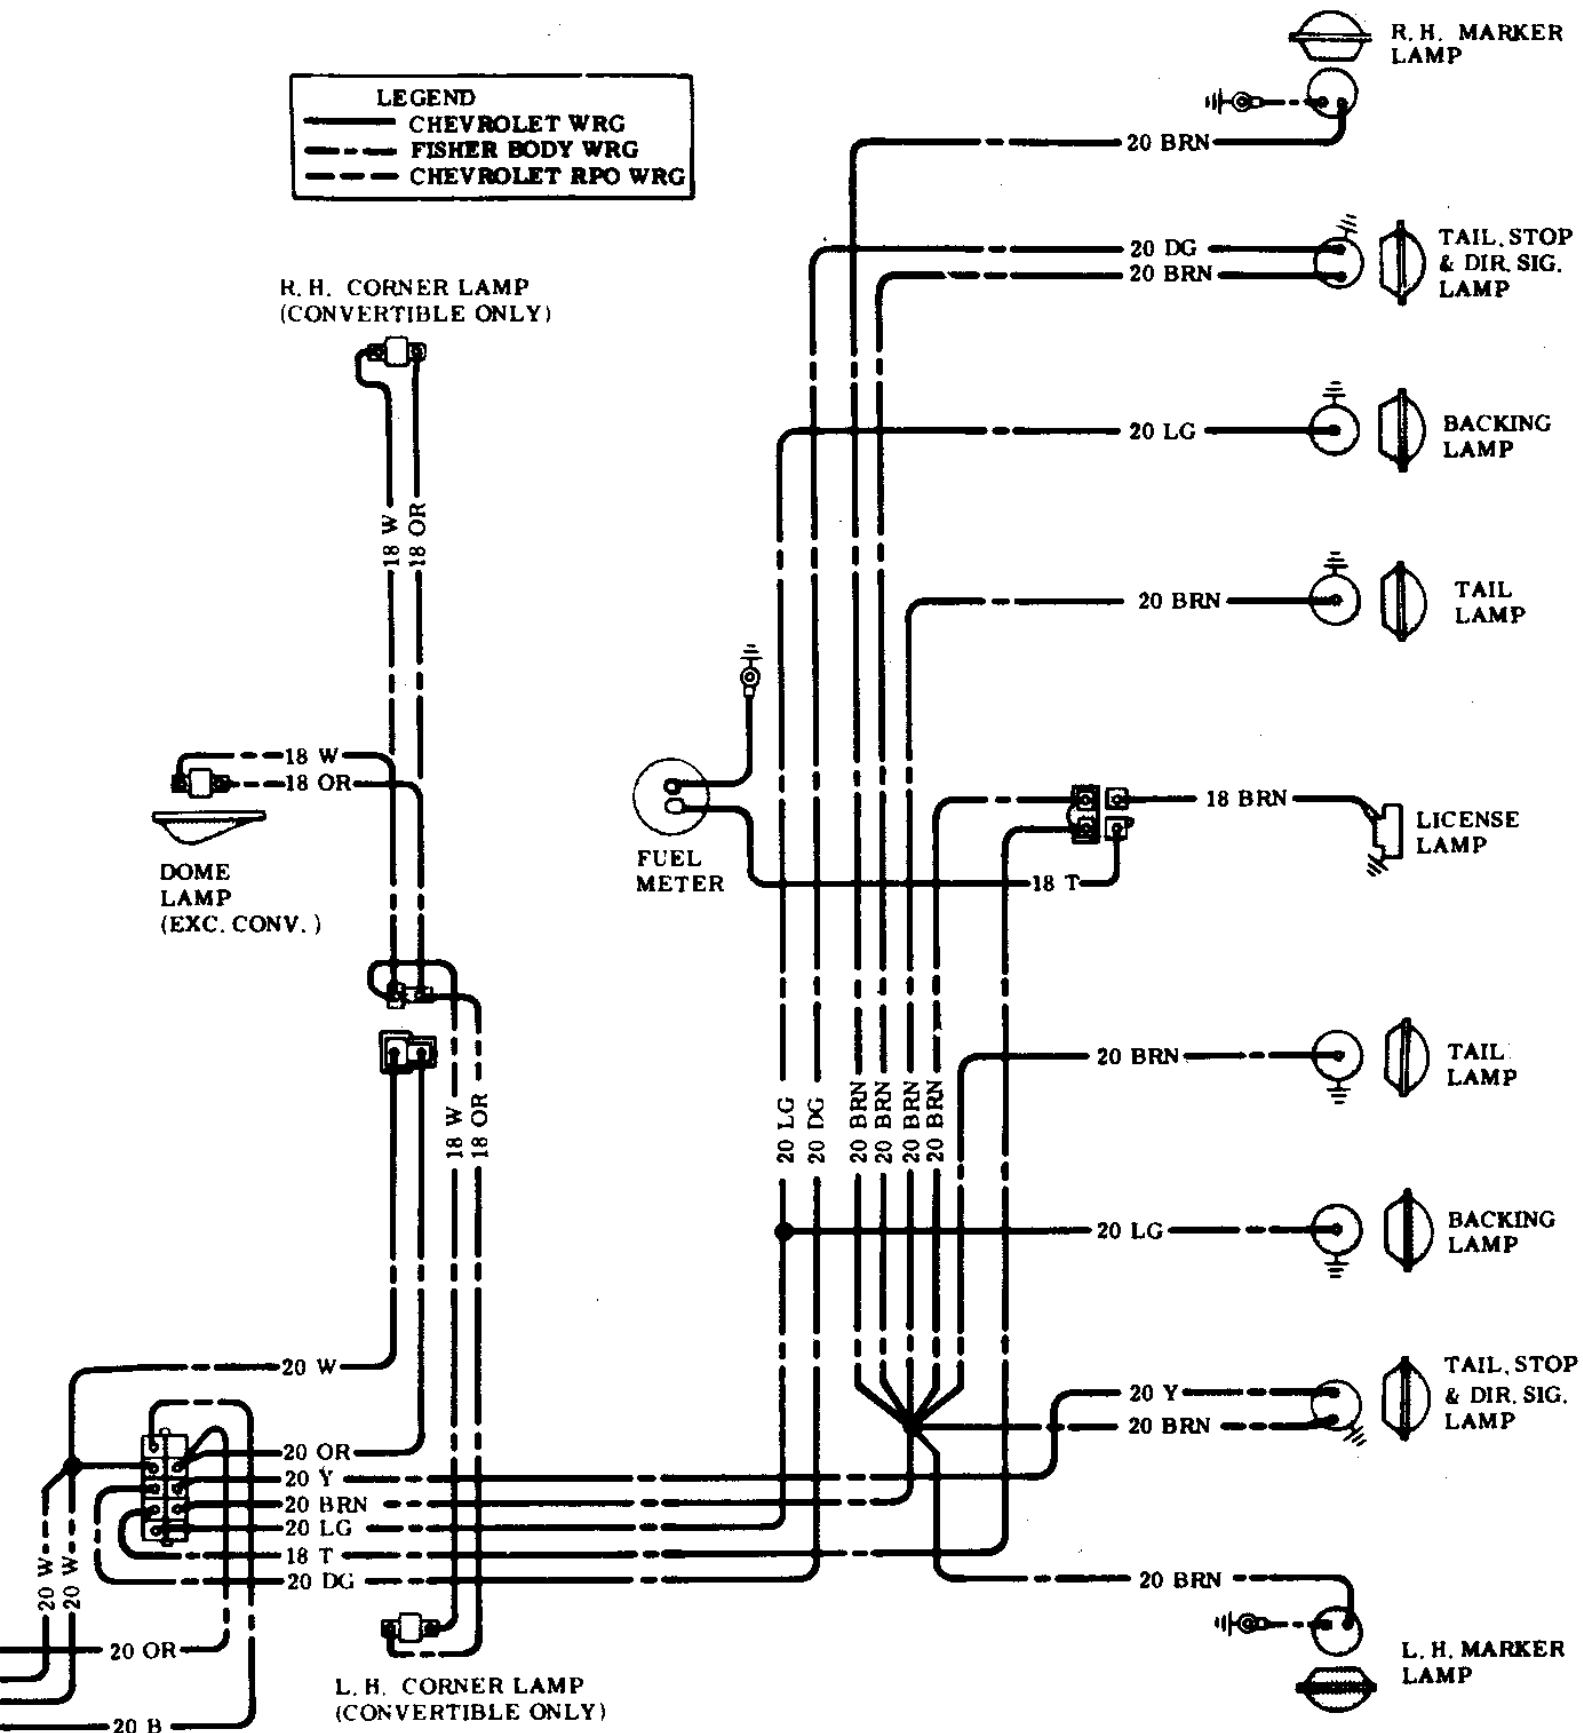 R. H. MARKER
LAMP
LEGEND
CHEVROLET WRG
FISHER BODY WRG
CHEVROLET RPO WRG
20 BRN
20 DG
20 BRN
TAIL, STOP
& DIR. SIG.
LAMP
R. H. CORNER LAMP
(CONVERTIBLE ONLY)
20 LG
BACKING
LAMP
18 W
18 OR
20 BRN
TAIL
LAMP
18 W
18 OR
DOME
LAMP
(EXC. CONV. )
FUEL
METER
18 BRN
LICENSE
LAMP
18 T
18 W
18 OR
20 LG
20 DG
20 BRN
20 BRN
20 BRN
20 BRN
20 BRN
TAIL
LAMP
20 LG
BACKING
LAMP
20 W
20 Y
20 BRN
TAIL, STOP
& DIR. SIG.
LAMP
20 OR
20 Y
20 BRN
20 LG
18 T
20 DG
20 W
20 W
20 BRN
20 OR
L. H. MARKER
LAMP
L. H. CORNER LAMP
(CONVERTIBLE ONLY)
20 B